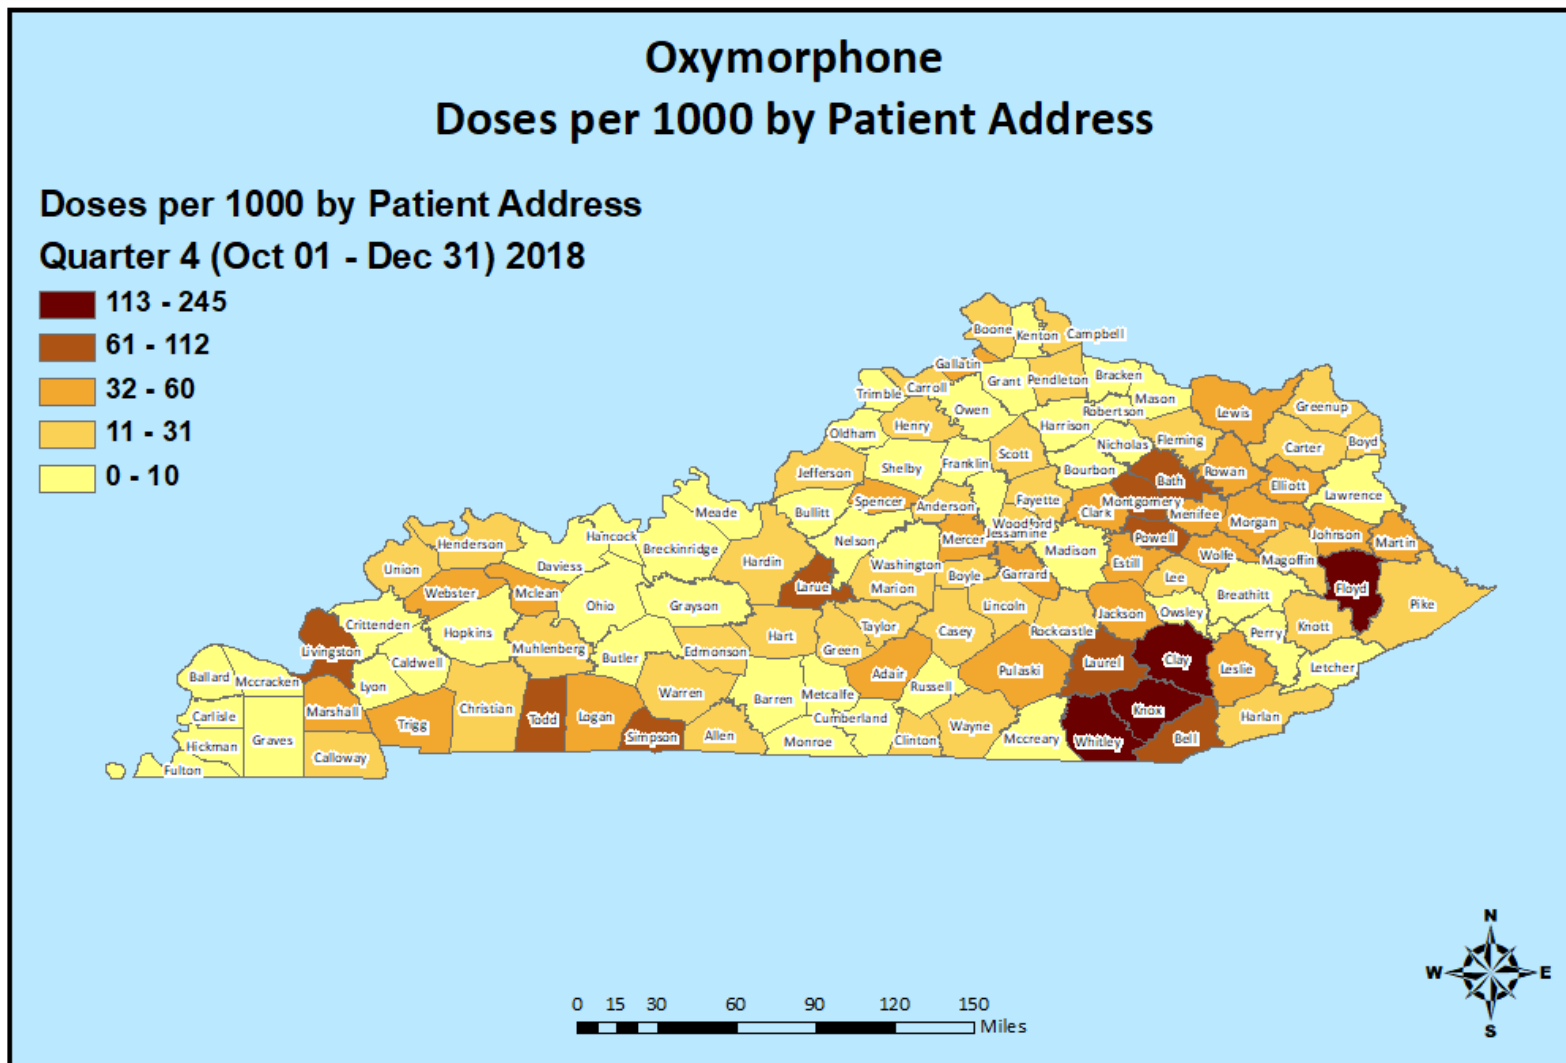 Oxymorphone
Doses per 1000 by Patient Address
Doses per 1000 by Patient Address
Quarter 4 (Oct 01 - Dec 31) 2018
113 - 245
61 - 112
32 - 60
11 - 31
0 - 10
Boone
Kenton
Campbell
Gallatin
Grant
Pendleton
Bracken
Trimble
Carroll
Owen
Robertson
Mason
Lewis
Greenup
Oldham
Henry
Harrison
Nicholas
Fleming
Carter
Boyd
Jefferson
Shelby
Franklin
Scott
Bourbon
Bath
Rowan
Elliott
Lawrence
Meade
Bullitt
Spencer
Anderson
Fayette
Clark
Montgomery
Menifee
Morgan
Woodford
Jessamine
Henderson
Hancock
Breckinridge
Nelson
Mercer
Madison
Powell
Johnson
Martin
Union
Daviess
Hardin
Washington
Estill
Wolfe
Magoffin
Webster
Mclean
Larue
Marion
Boyle
Garrard
Lee
Breathitt
Floyd
Pike
Crittenden
Hopkins
Ohio
Grayson
Hart
Taylor
Lincoln
Jackson
Owsley
Livingston
Muhlenberg
Butler
Edmonson
Green
Casey
Rockcastle
Perry
Knott
Ballard
Mccracken
Caldwell
Lyon
Warren
Barren
Metcalfe
Adair
Russell
Pulaski
Laurel
Clay
Leslie
Letcher
Carlisle
Marshall
Trigg
Christian
Todd
Logan
Simpson
Allen
Cumberland
Wayne
Knox
Harlan
Hickman
Graves
Calloway
Monroe
Clinton
Mccreary
Whitley
Bell
Fulton
N
W
E
S
0 15 30 60 90 120 150
Miles